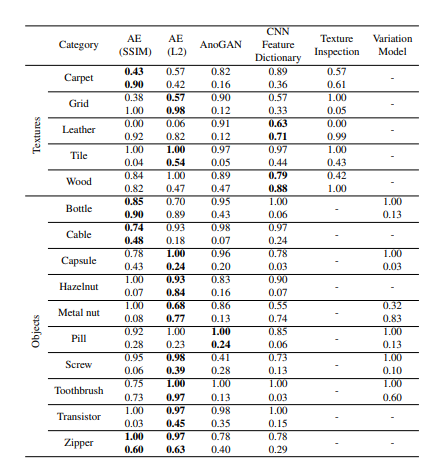 Category AE (SSIM) AE (L2) AnoGAN CNN Feature Dictionary Texture Inspection Variation Model
Textures
Carpet 0.43 0.57 0.82 0.89 0.57 -
0.90 0.42 0.16 0.36 0.61
Grid 0.38 0.57 0.90 0.57 1.00 -
1.00 0.98 0.12 0.33 0.05
Leather 0.00 0.06 0.91 0.63 0.00 -
0.92 0.82 0.12 0.71 0.99
Tile 1.00 1.00 0.97 0.97 1.00 -
0.04 0.54 0.05 0.44 0.43
Wood 0.84 1.00 0.89 0.79 0.42 -
0.82 0.47 0.47 0.88 1.00
Objects
Bottle 0.85 0.70 0.95 1.00 - 1.00
0.90 0.89 0.43 0.06 0.13
Cable 0.74 0.93 0.98 0.97 - -
0.48 0.18 0.07 0.24
Capsule 0.78 1.00 0.96 0.78 - 1.00
0.43 0.24 0.20 0.03 0.03
Hazelnut 1.00 0.93 0.83 0.90 - -
0.07 0.84 0.16 0.07
Metal nut 1.00 0.68 0.86 0.55 - 0.32
0.08 0.77 0.13 0.74 0.83
Pill 0.92 1.00 1.00 0.85 - 1.00
0.28 0.23 0.24 0.06 0.13
Screw 0.95 0.98 0.41 0.73 - 1.00
0.06 0.39 0.28 0.13 0.10
Toothbrush 0.75 1.00 1.00 1.00 - 1.00
0.73 0.97 0.13 0.03 0.60
Transistor 1.00 0.97 0.98 1.00 - -
0.03 0.45 0.35 0.15
Zipper 1.00 0.97 0.78 0.78 - -
0.60 0.63 0.40 0.29